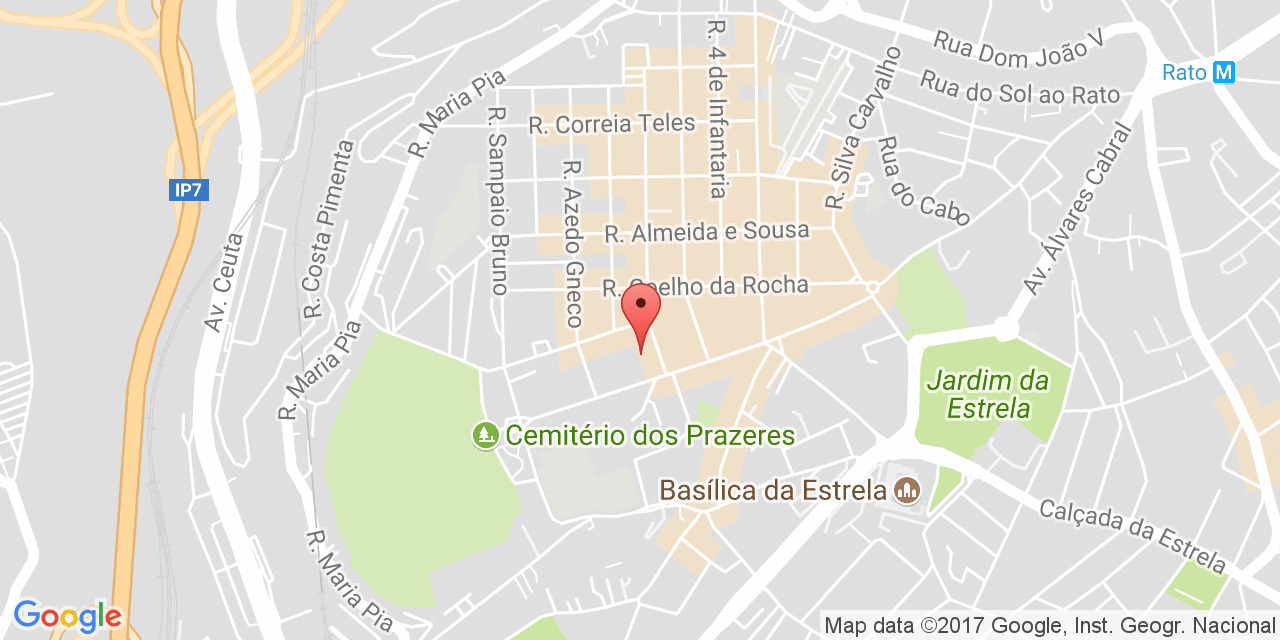 R. 4 de Infantaria
Rua Dom João V
Rato M
Rua do Sol ao Rato
R. Maria Pia
R. Silva Carvalho
R. Sampaio Bruno
R. Correia Teles
R. Costa Pimenta
R. Azedo Gneco
Rua do Cabo
Av. Álvares Cabral
IP7
R. Almeida e Sousa
Av. Ceuta
R. Coelho da Rocha
R. Maria Pia
Jardim da
Estrela
Cemitério dos Prazeres
Basílica da Estrela
Calçada da Estrela
R. Maria Pia
Google
Map data ©2017 Google, Inst. Geogr. Nacional